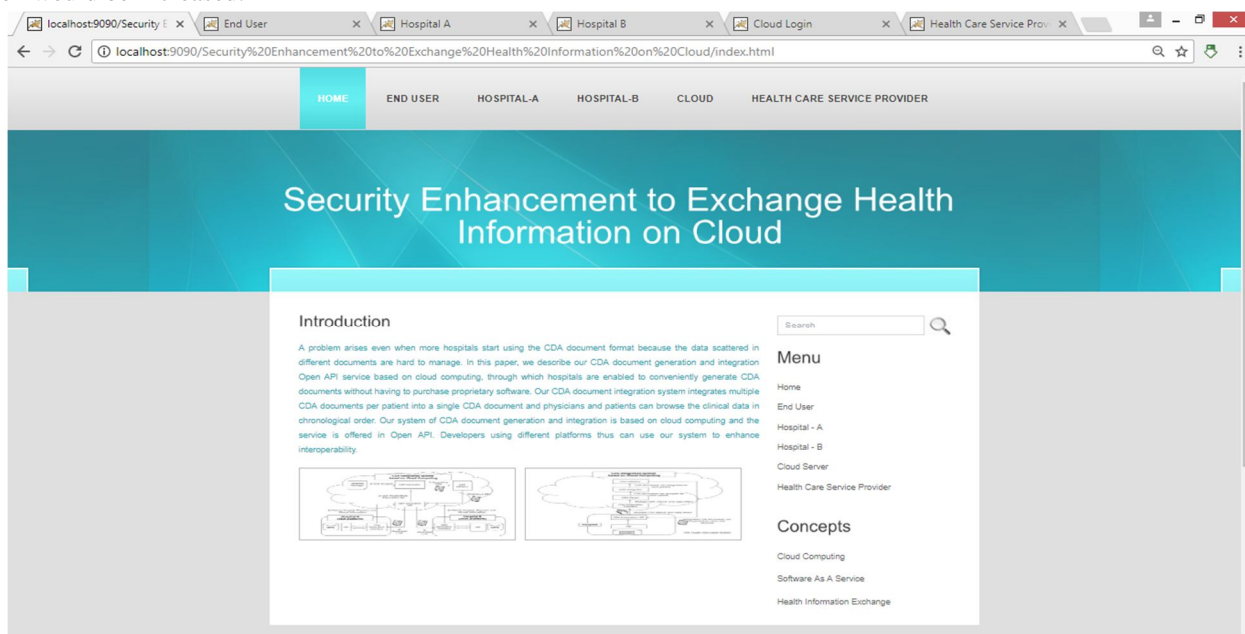 localhost:9090/Security E
End User
Hospital A
Hospital B
Cloud Login
Health Care Service Prov
localhost:9090/Security%20Enhancement%20to%20Exchange%20Health%20Information%20on%20Cloud/index.html
HOME
END USER
HOSPITAL-A
HOSPITAL-B
CLOUD
HEALTH CARE SERVICE PROVIDER
Security Enhancement to Exchange Health
Information on Cloud
Introduction
A problem arises even when more hospitals start using the CDA document format because the data scattered in
different documents are hard to manage. In this paper, we describe our CDA document generation and integration
Open API service based on cloud computing, through which hospitals are enabled to conveniently generate CDA
documents without having to purchase proprietary software. Our CDA document integration system integrates multiple
CDA documents per patient into a single CDA document and physicians and patients can browse the clinical data in
chronological order. Our system of CDA document generation and integration is based on cloud computing and the
service is offered in Open API. Developers using different platforms thus can use our system to enhance
interoperability.
Search
Menu
Home
End User
Hospital - A
Hospital - B
Cloud Server
Health Care Service Provider
Concepts
Cloud Computing
Software As A Service
Health Information Exchange